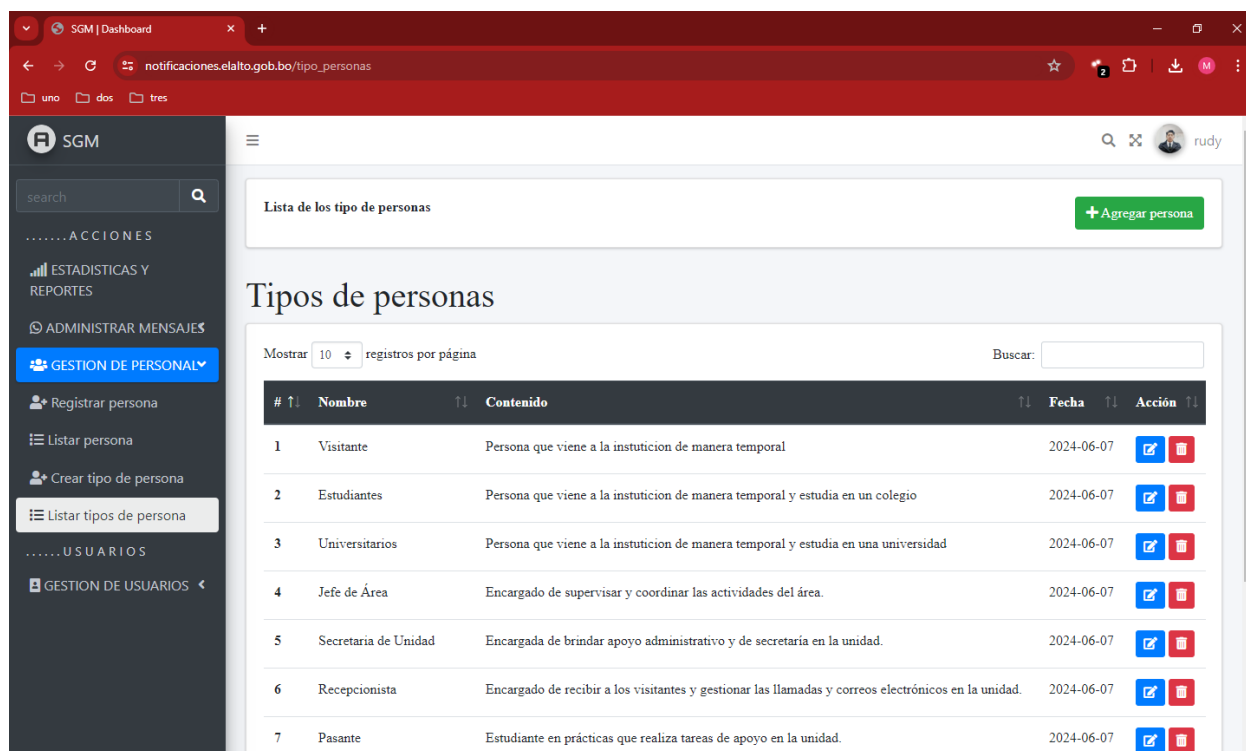 SGM | Dashboard
notificaciones.elalto.gob.bo/tipo_personas
2
M
uno dos tres
SGM
rudy
search
Lista de los tipo de personas
Agregar persona
.......ACCIONES
ESTADISTICAS Y
REPORTES
ADMINISTRAR MENSAJES
GESTION DE PERSONAL
Registrar persona
Listar persona
Crear tipo de persona
Listar tipos de persona
......USUARIOS
GESTION DE USUARIOS
Tipos de personas
Mostrar 10 registros por página Buscar:
# Nombre Contenido Fecha Acción
1 Visitante Persona que viene a la instuticion de manera temporal 2024-06-07
2 Estudiantes Persona que viene a la instuticion de manera temporal y estudia en un colegio 2024-06-07
3 Universitarios Persona que viene a la instuticion de manera temporal y estudia en una universidad 2024-06-07
4 Jefe de Área Encargado de supervisar y coordinar las actividades del área. 2024-06-07
5 Secretaria de Unidad Encargada de brindar apoyo administrativo y de secretaría en la unidad. 2024-06-07
6 Recepcionista Encargado de recibir a los visitantes y gestionar las llamadas y correos electrónicos en la unidad. 2024-06-07
7 Pasante Estudiante en prácticas que realiza tareas de apoyo en la unidad. 2024-06-07